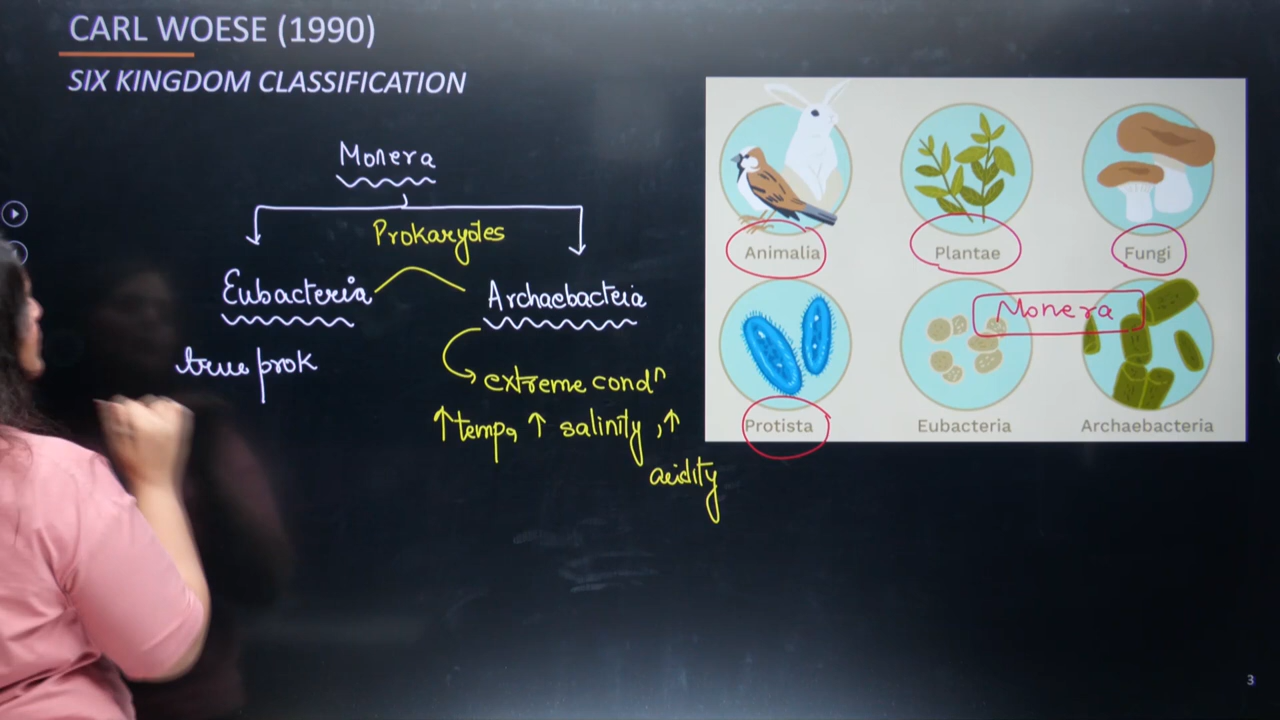 CARL WOESE (1990)
SIX KINGDOM CLASSIFICATION
Monera
Prokaryotes
Eubacteria
Archaebacteia
true prok
extreme condⁿ
↑ temp, ↑ salinity, ↑
acidity
Animalia
Plantae
Fungi
Monera
Protista
Eubacteria
Archaebacteria
3